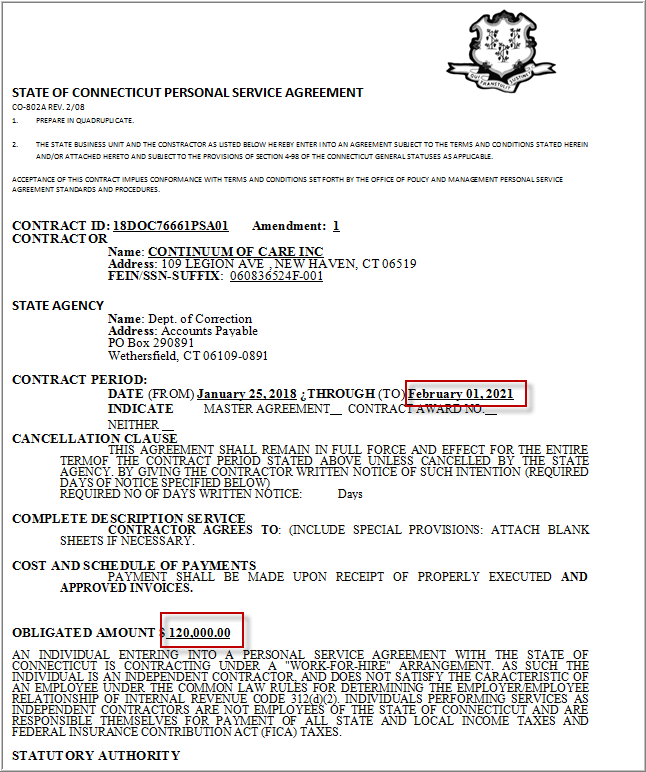 STATE OF CONNECTICUT PERSONAL SERVICE AGREEMENT
CO-802A REV. 2/08
1. PREPARE IN QUADRUPLICATE.
2. THE STATE BUSINESS UNIT AND THE CONSTRACTOR AS LISTED BELOW HEREBY ENTER INTO AN AGREEMENT SUBJECT TO THE TERMS AND CONDITIONS STATED HEREIN
AND/OR ATTACHED HERETO AND SUBJECT TO THE PROVISIONS OF SECTION 4-98 OF THE CONNECTICUT GENERAL STATUSES AS APPLICABLE.
ACCEPTANCE OF THIS CONTRACT IMPLIES CONFORMANCE WITH TERMS AND CONDITIONS SET FORTH BY THE OFFICE OF POLICY AND MANAGEMENT PERSONAL SERVICE
AGREEMENT STANDARDS AND PROCEDURES.
CONTRACT ID: 18DOC76661PSA01 Amendment: 1
CONTRACTOR
Name: CONTINUUM OF CARE INC
Address: 109 LEGION AVE , NEW HAVEN, CT 06519
FEIN/SSN-SUFFIX: 060836524F-001
STATE AGENCY
Name: Dept. of Correction
Address: Accounts Payable
PO Box 290891
Wethersfield, CT 06109-0891
CONTRACT PERIOD:
DATE (FROM) January 25, 2018 ¿THROUGH (TO) February 01, 2021
INDICATE MASTER AGREEMENT__ CONTRACT AWARD NO.__
NEITHER __
CANCELLATION CLAUSE
THIS AGREEMENT SHALL REMAIN IN FULL FORCE AND EFFECT FOR THE ENTIRE
TERMOF THE CONTRACT PERIOD STATED ABOVE UNLESS CANCELLED BY THE STATE
AGENCY. BY GIVING THE CONTRACTOR WRITTEN NOTICE OF SUCH INTENTION (REQUIRED
DAYS OF NOTICE SPECIFIED BELOW)
REQUIRED NO OF DAYS WRITTEN NOTICE: Days
COMPLETE DESCRIPTION SERVICE
CONTRACTOR AGREES TO: (INCLUDE SPECIAL PROVISIONS: ATTACH BLANK
SHEETS IF NECESSARY.
COST AND SCHEDULE OF PAYMENTS
PAYMENT SHALL BE MADE UPON RECEIPT OF PROPERLY EXECUTED AND
APPROVED INVOICES.
OBLIGATED AMOUNT $ 120,000.00
AN INDIVIDUAL ENTERING INTO A PERSONAL SERVICE AGREEMENT WITH THE STATE OF
CONNECTICUT IS CONTRACTING UNDER A "WORK-FOR-HIRE" ARRANGEMENT. AS SUCH THE
INDIVIDUAL IS AN INDEPENDENT CONTRACTOR, AND DOES NOT SATISFY THE CARACTERISTIC OF
AN EMPLOYEE UNDER THE COMMON LAW RULES FOR DETERMINING THE EMPLOYER/EMPLOYEE
RELATIONSHIP OF INTERNAL REVENUE CODE 312(d)(2). INDIVIDUALS PERFORMING SERVICES AS
INDEPENDENT CONTRACTORS ARE NOT EMPLOYEES OF THE STATE OF CONNECTICUT AND ARE
RESPONSIBLE THEMSELVES FOR PAYMENT OF ALL STATE AND LOCAL INCOME TAXES AND
FEDERAL INSURANCE CONTRIBUTION ACT (FICA) TAXES.
STATUTORY AUTHORITY